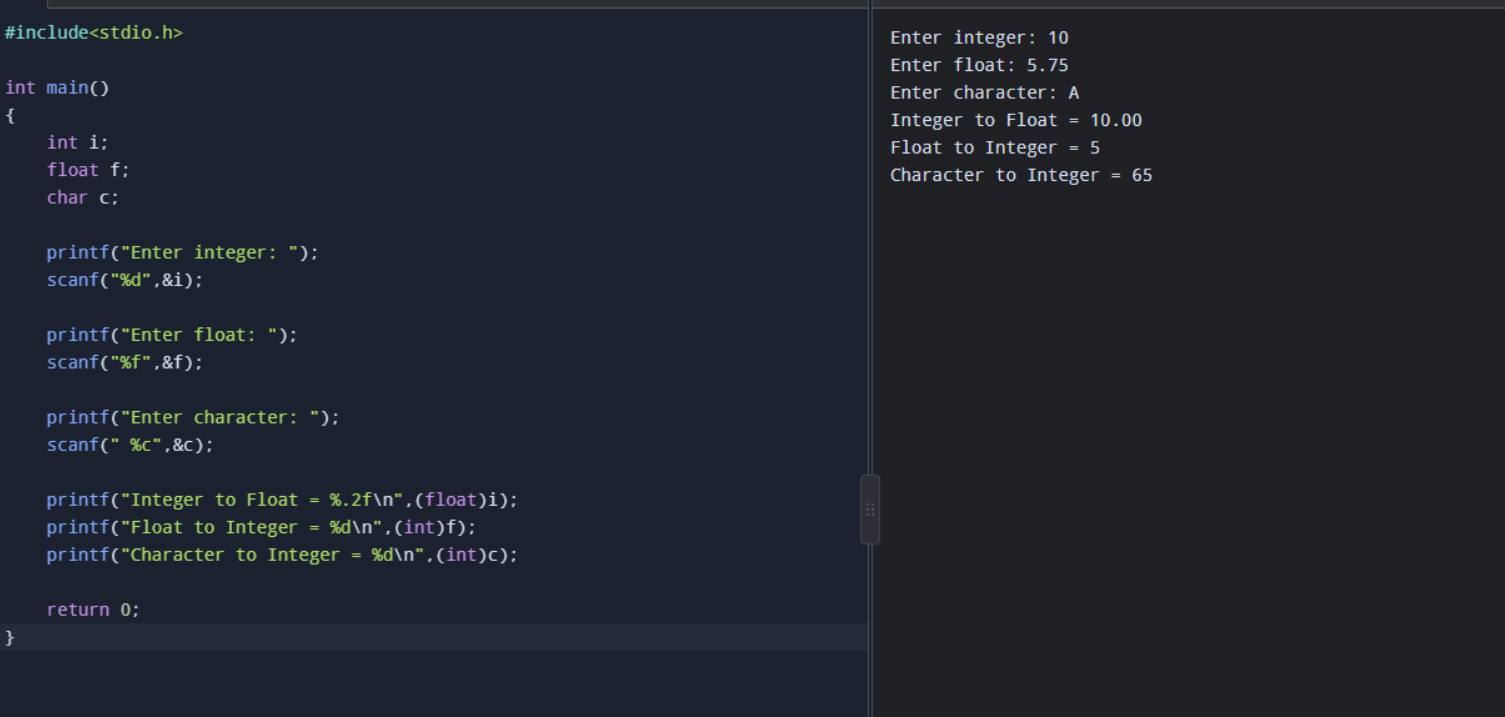 #include<stdio.h>
int main()
{
    int i;
    float f;
    char c;
    printf("Enter integer: ");
    scanf("%d",&i);
    printf("Enter float: ");
    scanf("%f",&f);
    printf("Enter character: ");
    scanf(" %c",&c);
    printf("Integer to Float = %.2f\n",(float)i);
    printf("Float to Integer = %d\n",(int)f);
    printf("Character to Integer = %d\n",(int)c);
    return 0;
}
Enter integer: 10
Enter float: 5.75
Enter character: A
Integer to Float = 10.00
Float to Integer = 5
Character to Integer = 65